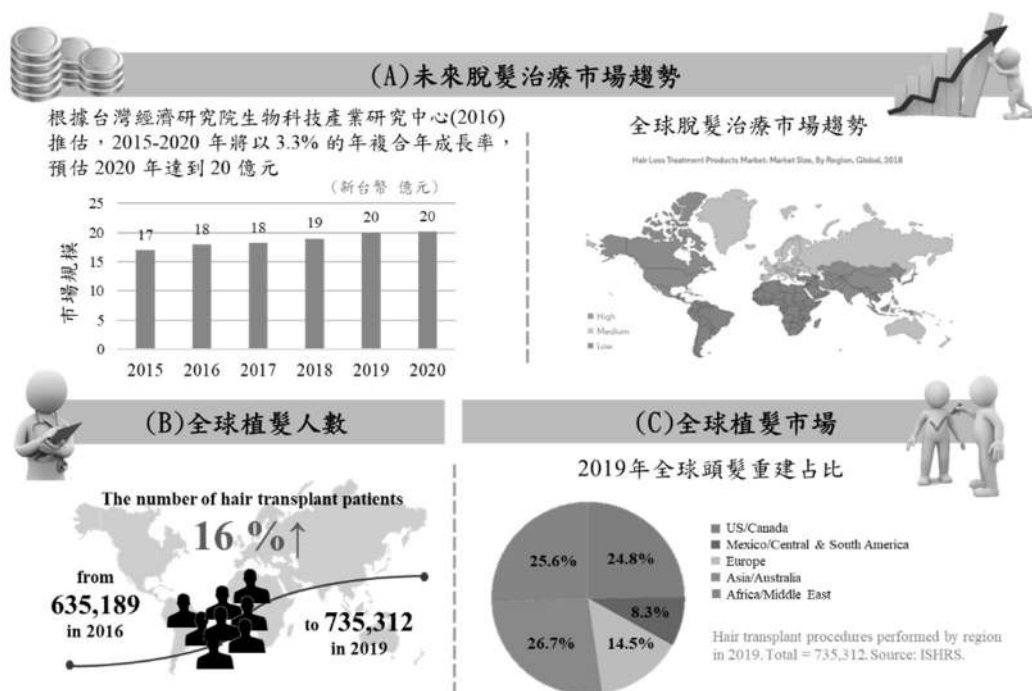 (A)未來脫髮治療市場趨勢
根據台灣經濟研究院生物科技產業研究中心(2016)
推估，2015-2020 年將以 3.3% 的年複合年成長率，
預估 2020 年達到 20 億元
(新台幣 億元)
市場規模
25
20
15
10
5
0
17
18
18
19
20
20
2015
2016
2017
2018
2019
2020
全球脫髮治療市場趨勢
Hair Loss Treatment Products Market: Market Size, By Region, Global, 2018
High
Medium
Low
(B)全球植髮人數
The number of hair transplant patients
16 %↑
from
635,189
in 2016
to 735,312
in 2019
(C)全球植髮市場
2019年全球頭髮重建占比
25.6%
24.8%
8.3%
14.5%
26.7%
US/Canada
Mexico/Central & South America
Europe
Asia/Australia
Africa/Middle East
Hair transplant procedures performed by region
in 2019. Total = 735,312. Source: ISHRS.